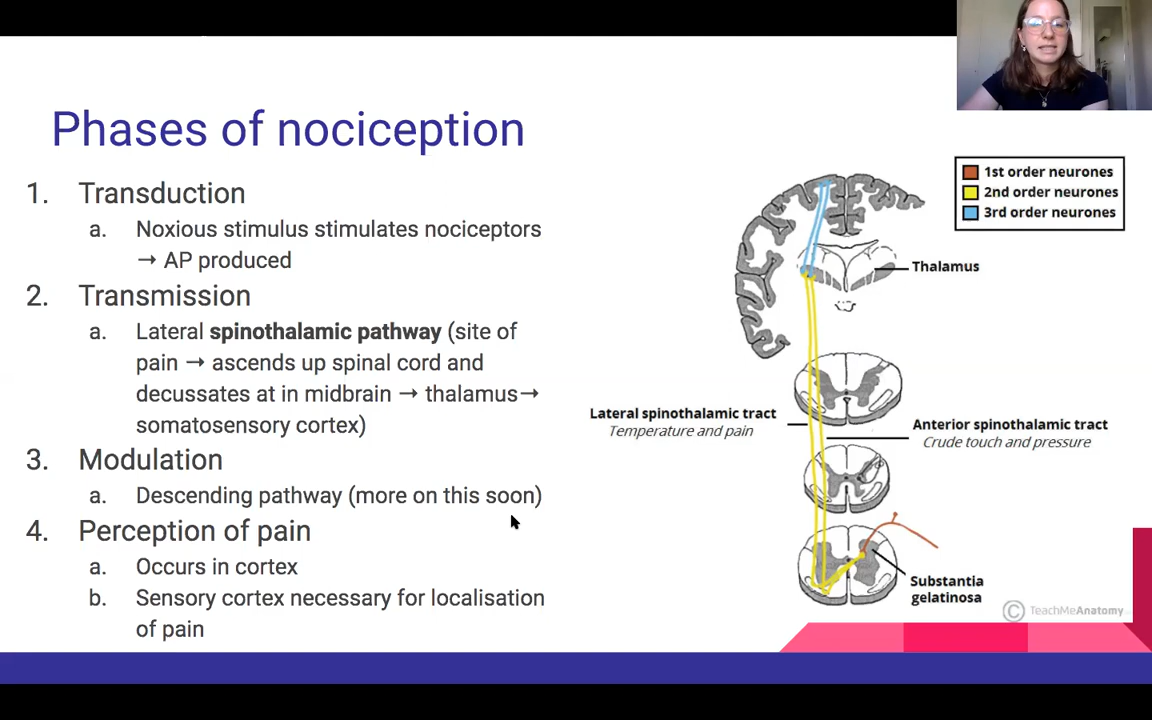 Phases of nociception
1. Transduction
a. Noxious stimulus stimulates nociceptors
→ AP produced
2. Transmission
a. Lateral spinothalamic pathway (site of
pain → ascends up spinal cord and
decussates at in midbrain → thalamus→
somatosensory cortex)
3. Modulation
a. Descending pathway (more on this soon)
4. Perception of pain
a. Occurs in cortex
b. Sensory cortex necessary for localisation
of pain
1st order neurones
2nd order neurones
3rd order neurones
Thalamus
Lateral spinothalamic tract
Temperature and pain
Anterior spinothalamic tract
Crude touch and pressure
Substantia
gelatinosa
© TeachMeAnatomy